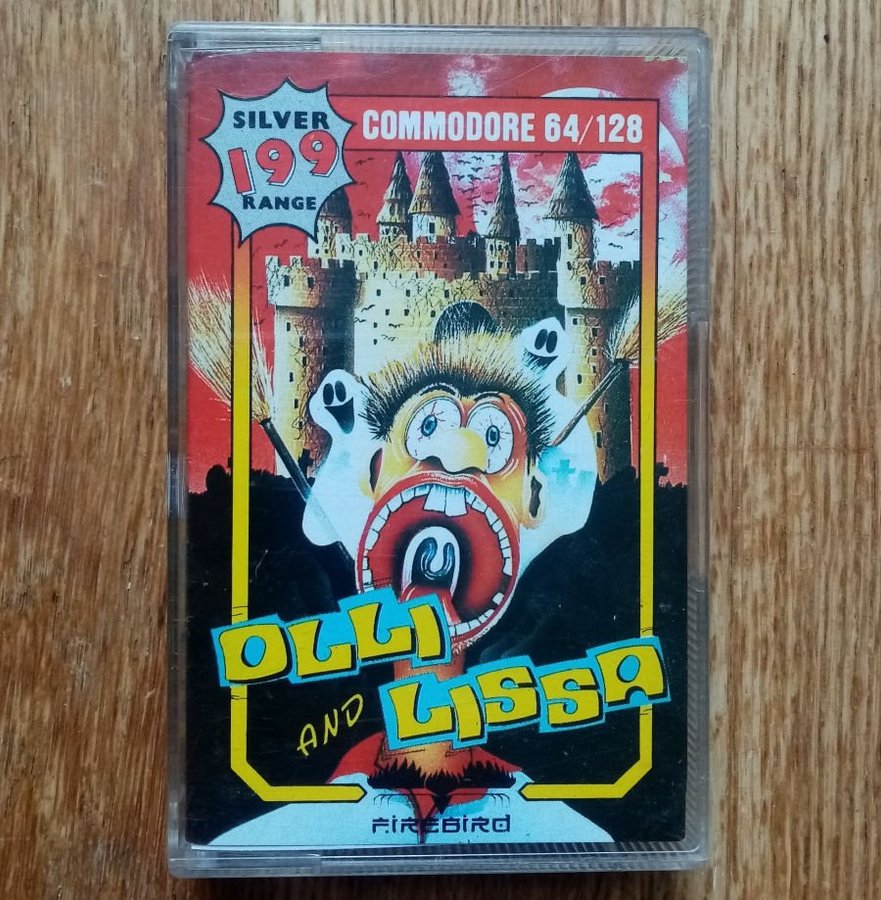 SILVER
199
RANGE
COMMODORE 64/128
OLLI
AND LISSA
FIREBIRD